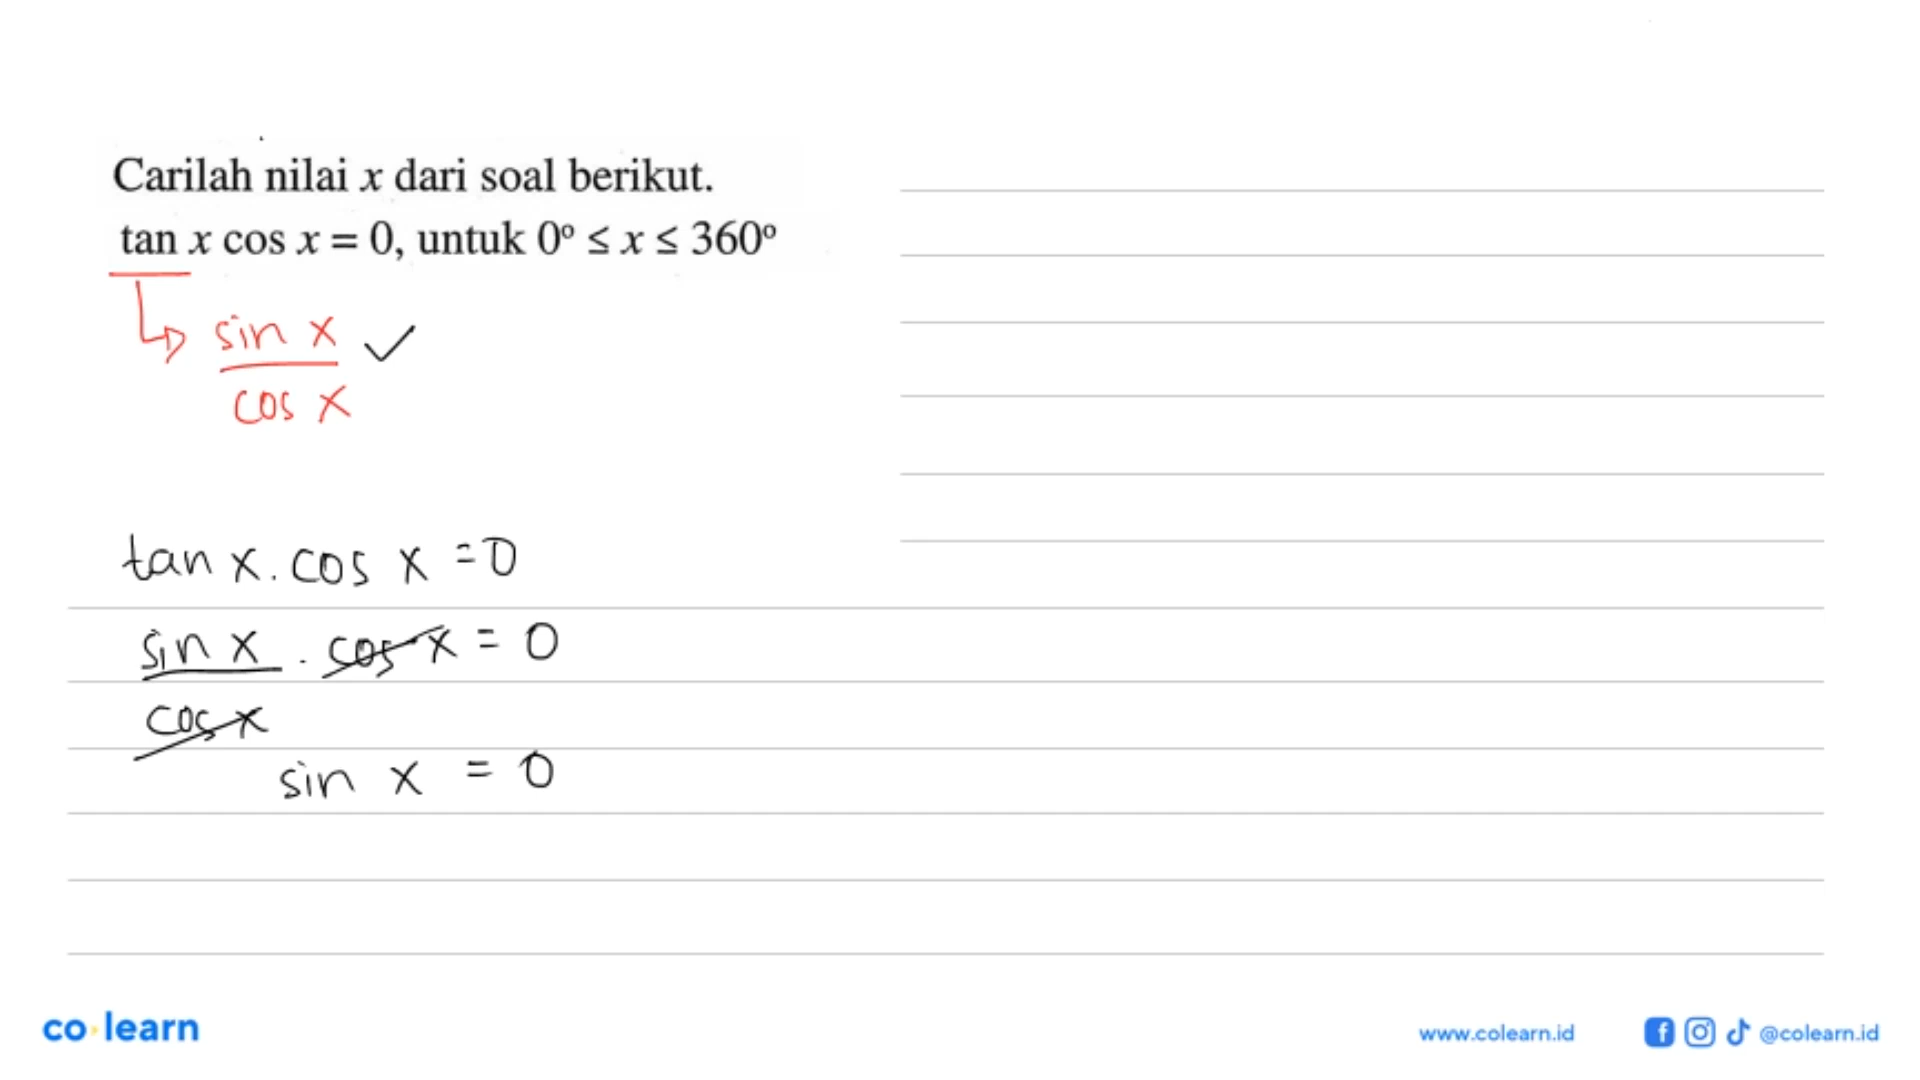 Carilah nilai x dari soal berikut.
tan x cos x = 0, untuk 0° ≤ x ≤ 360°
sin x
cos x
tan x . cos x = 0
sin x . cos x = 0
cos x
sin x = 0
co learn
www.colearn.id
@colearn.id